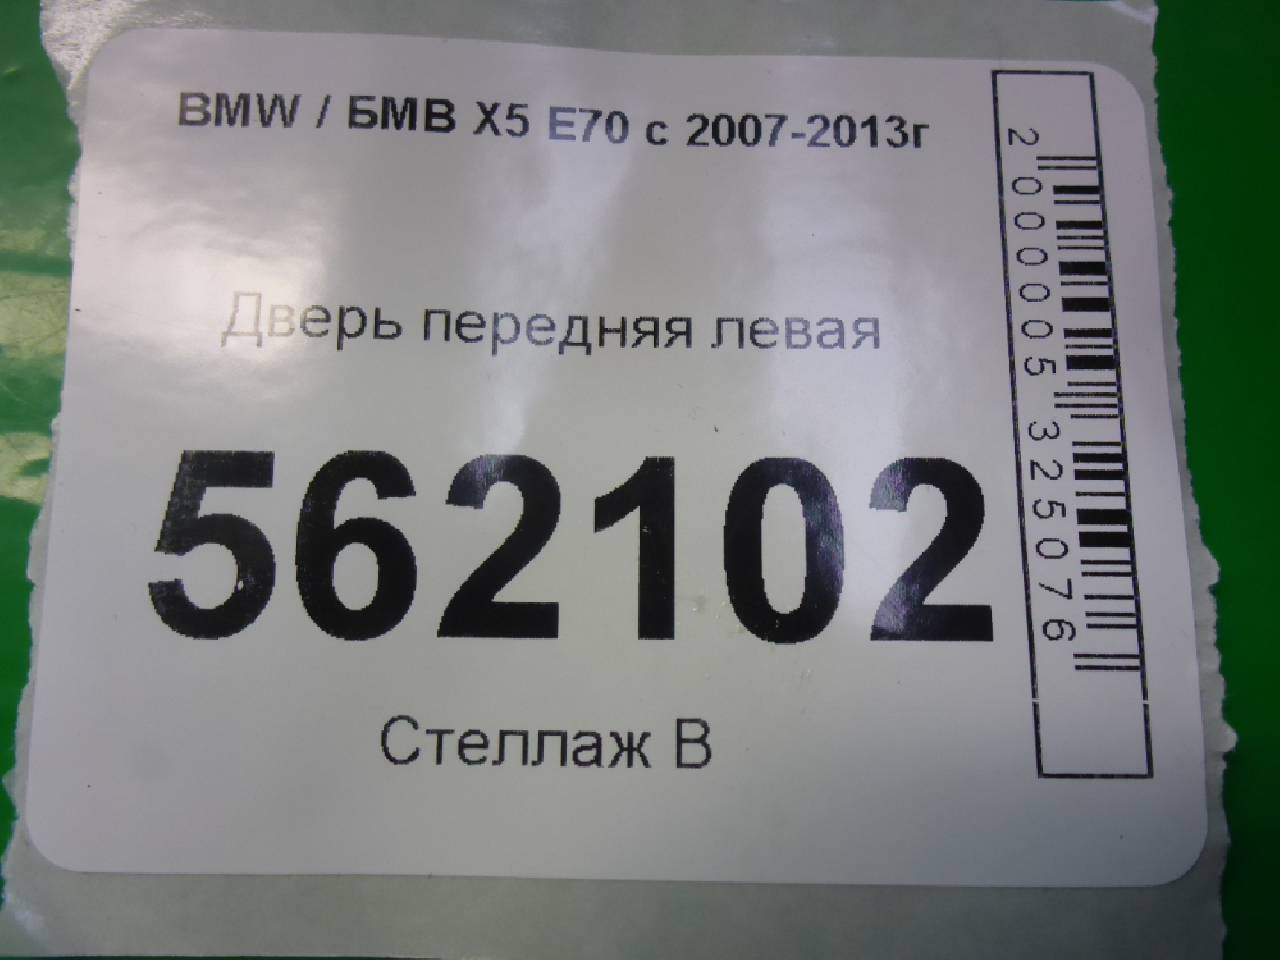 BMW / БМВ X5 E70 с 2007-2013г
Дверь передняя левая
562102
Стеллаж В
2000005325076